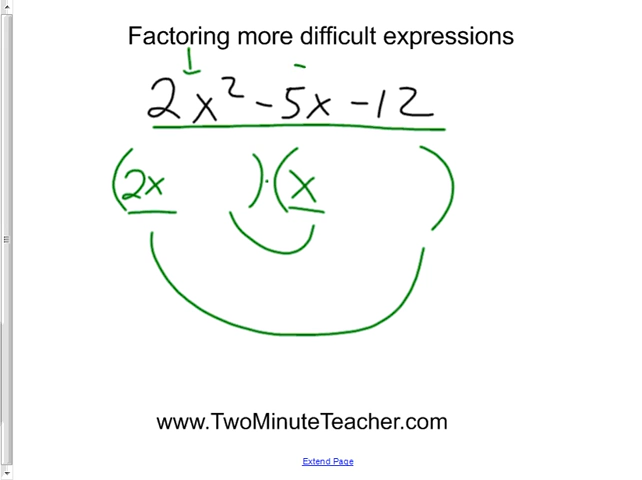 Factoring more difficult expressions
2x² - 5x - 12
(2x    )·(x    )
www.TwoMinuteTeacher.com
Extend Page